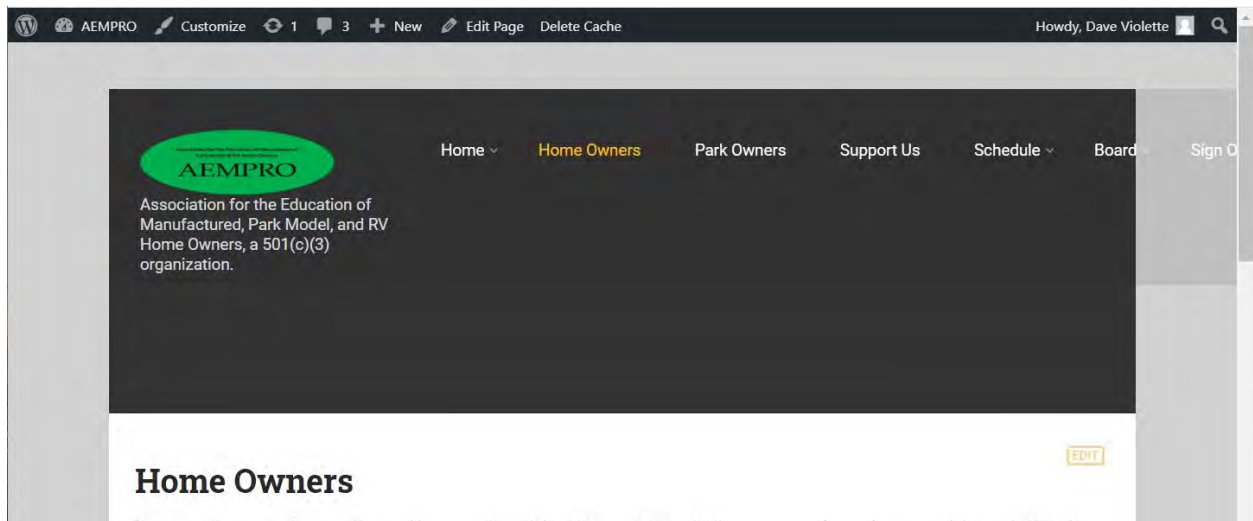 AEMPRO Customize 1 3 New Edit Page Delete Cache Howdy, Dave Violette
Home Home Owners Park Owners Support Us Schedule Board Sign O
AEMPRO
Association for the Education of
Manufactured, Park Model, and RV
Home Owners, a 501(c)(3)
organization.
EDIT
Home Owners